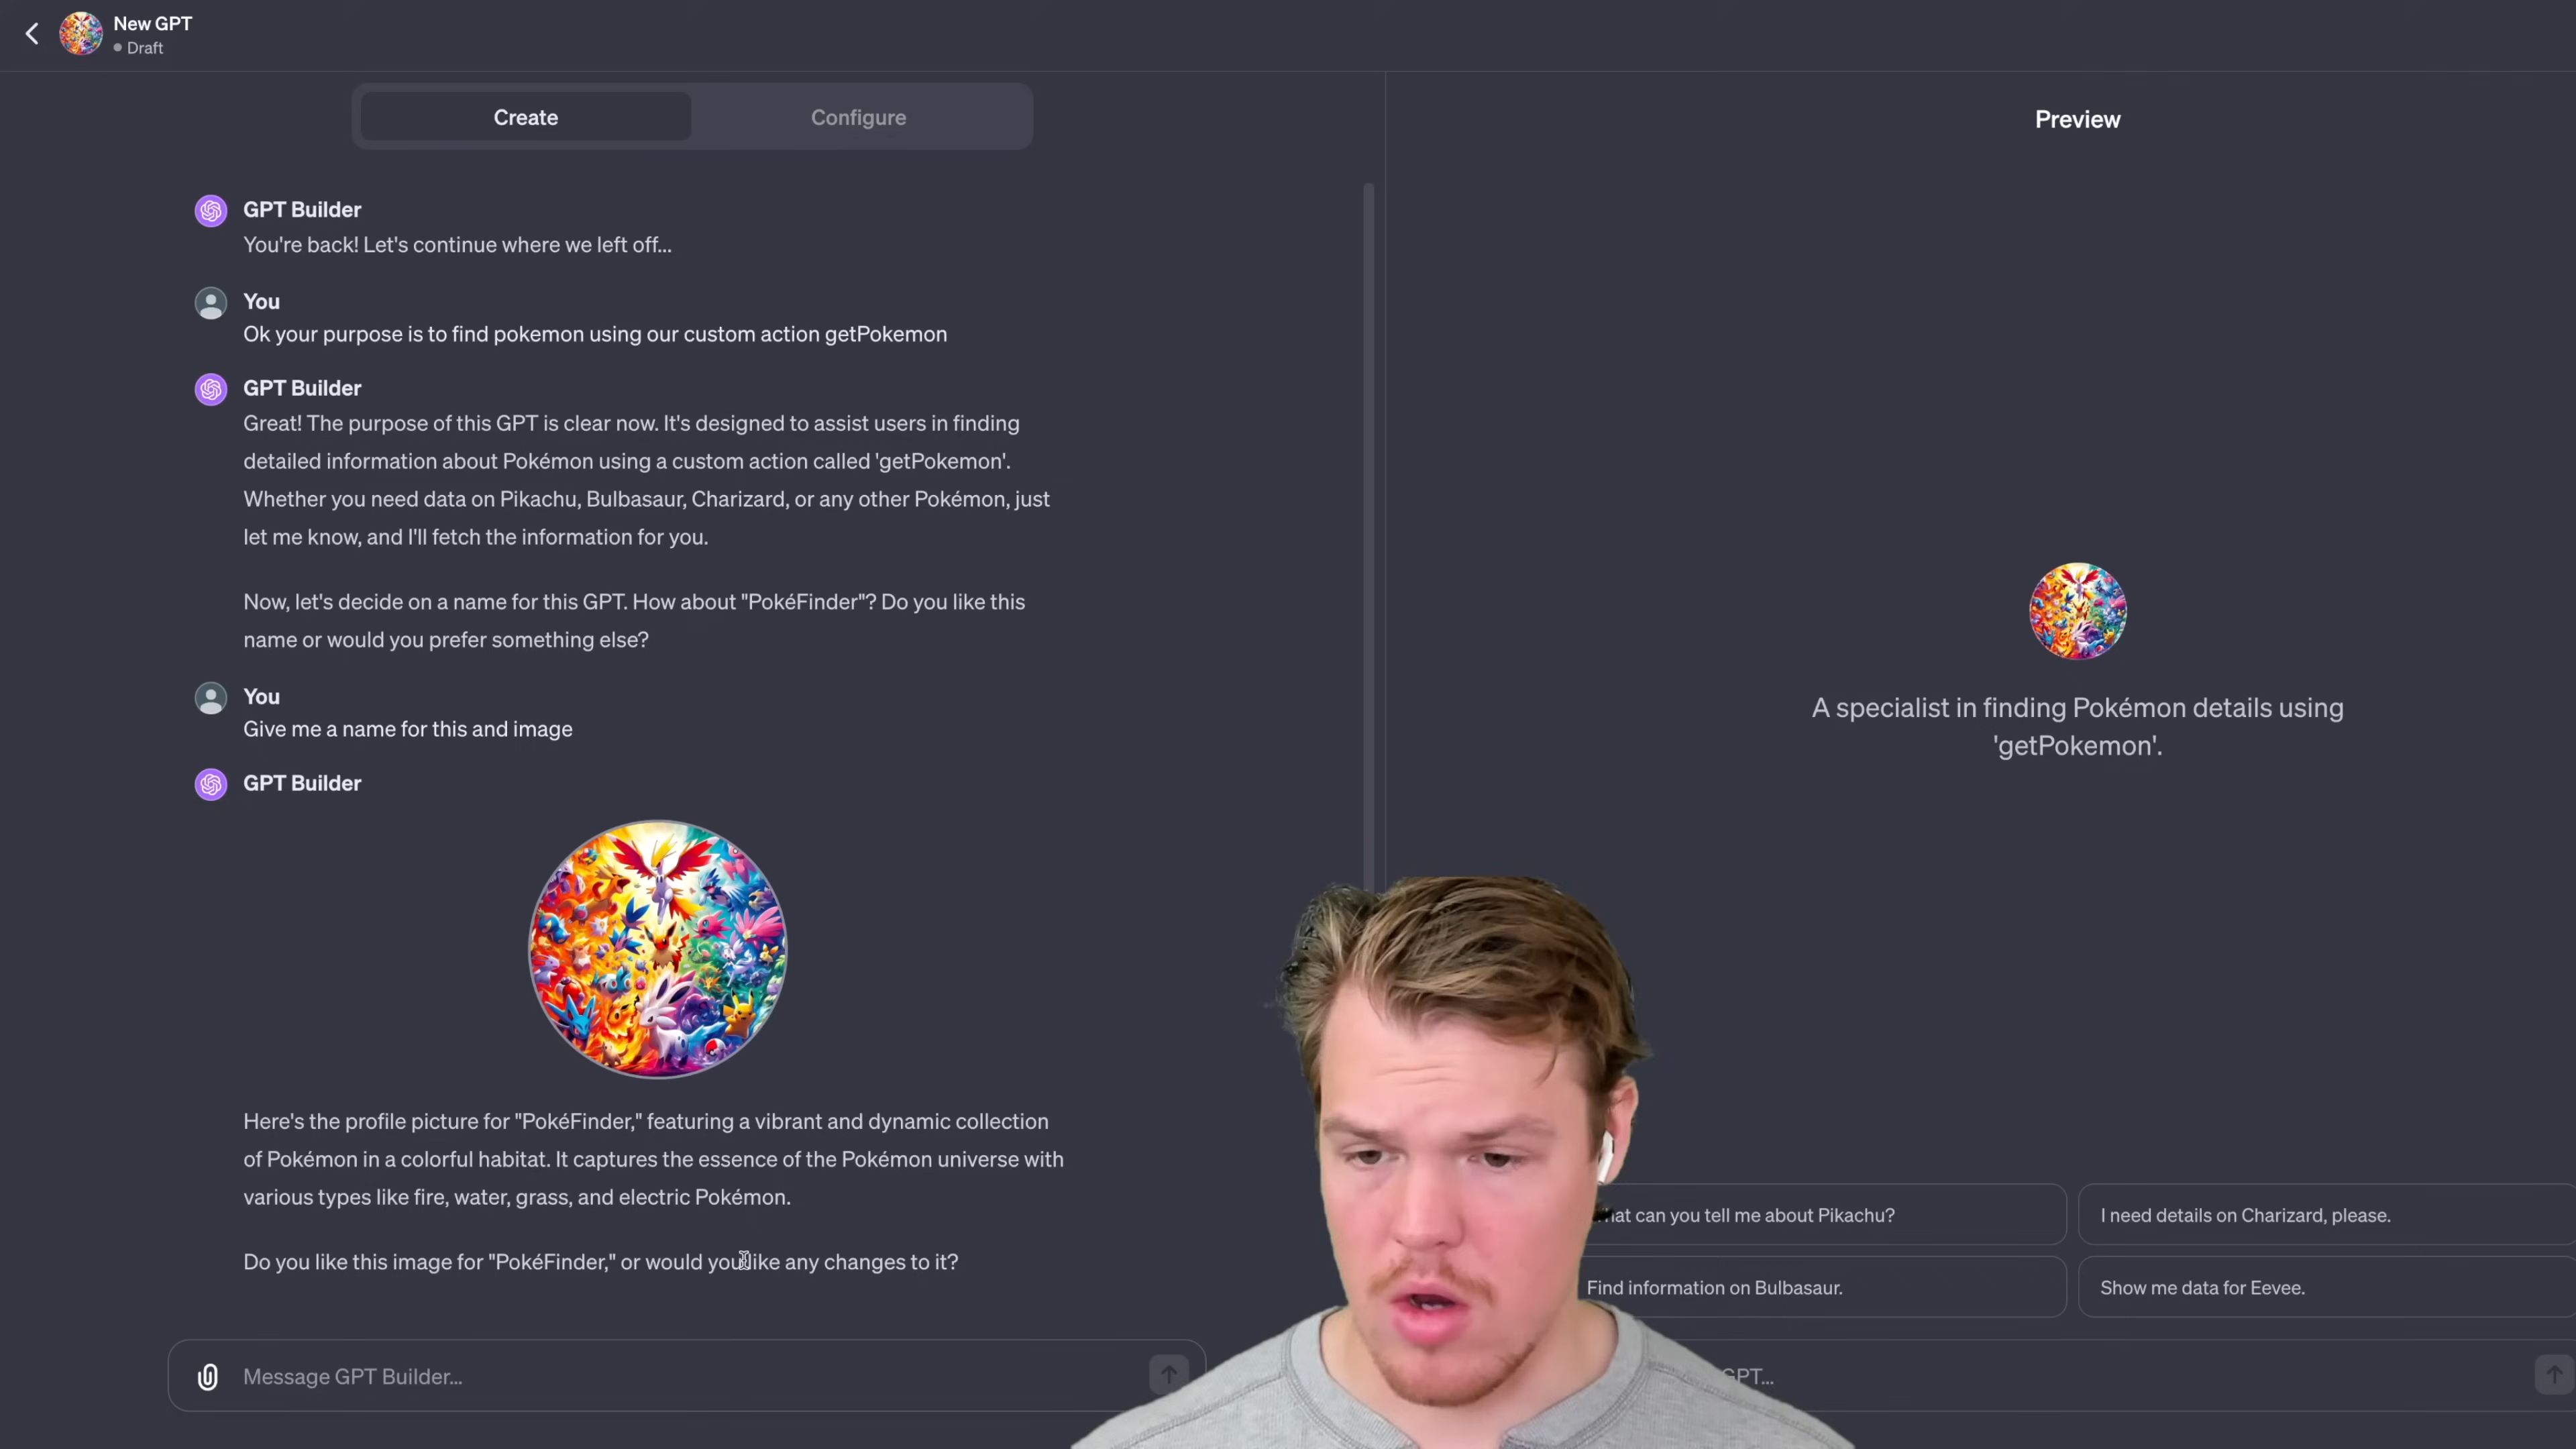 New GPT
Draft
Create
Configure
Preview
GPT Builder
You're back! Let's continue where we left off...
You
Ok your purpose is to find pokemon using our custom action getPokemon
GPT Builder
Great! The purpose of this GPT is clear now. It's designed to assist users in finding
detailed information about Pokémon using a custom action called 'getPokemon'.
Whether you need data on Pikachu, Bulbasaur, Charizard, or any other Pokémon, just
let me know, and I'll fetch the information for you.
Now, let's decide on a name for this GPT. How about "PokéFinder"? Do you like this
name or would you prefer something else?
You
Give me a name for this and image
GPT Builder
Here's the profile picture for "PokéFinder," featuring a vibrant and dynamic collection
of Pokémon in a colorful habitat. It captures the essence of the Pokémon universe with
various types like fire, water, grass, and electric Pokémon.
Do you like this image for "PokéFinder," or would you like any changes to it?
Message GPT Builder...
A specialist in finding Pokémon details using
'getPokemon'.
can you tell me about Pikachu?
I need details on Charizard, please.
Find information on Bulbasaur.
Show me data for Eevee.
GPT...